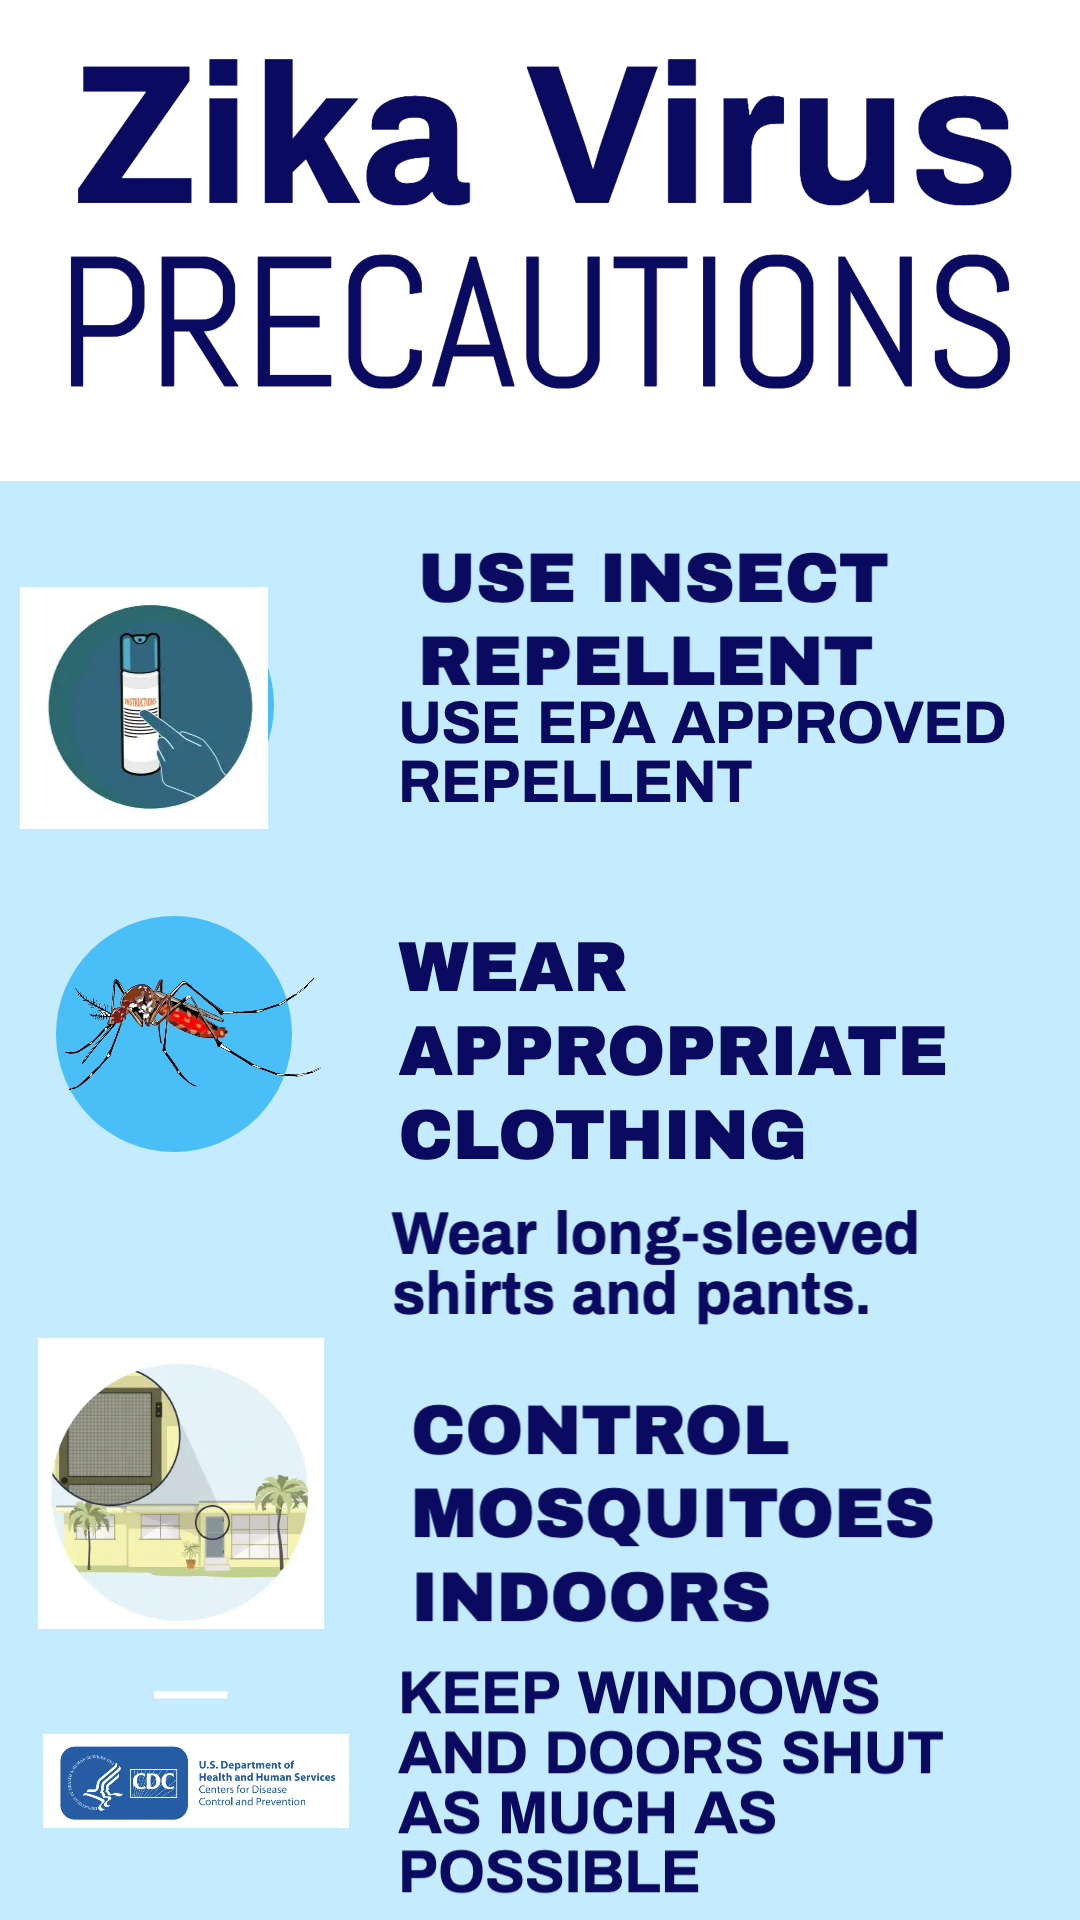 Zika Virus
PRECAUTIONS
USE INSECT
REPELLENT
USE EPA APPROVED
REPELLENT
INSTRUCTIONS
WEAR
APPROPRIATE
CLOTHING
Wear long-sleeved
shirts and pants.
CONTROL
MOSQUITOES
INDOORS
KEEP WINDOWS
AND DOORS SHUT
AS MUCH AS
POSSIBLE
CDC
U.S. Department of
Health and Human Services
Centers for Disease
Control and Prevention